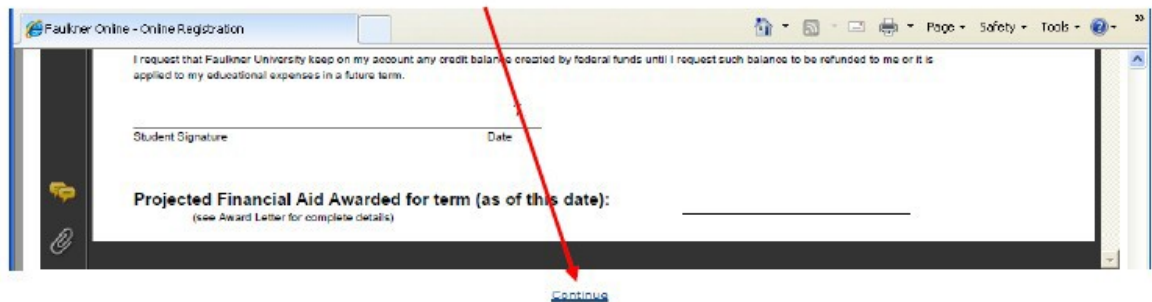 Faulkner Online - Online Registration
Page Safety Tools
I request that Faulkner University keep on my account any credit balance created by federal funds until I request such balance to be refunded to me or it is
applied to my educational expenses in a future term.
Student Signature Date
Projected Financial Aid Awarded for term (as of this date):
(see Award Letter for complete details)
Continue